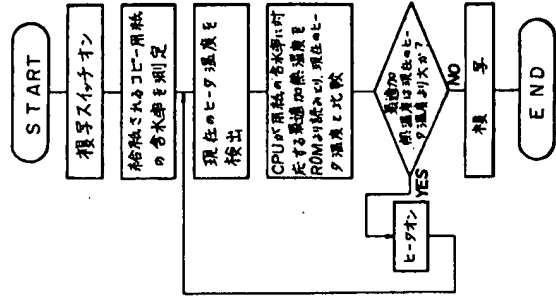 START
複写スイッチオン
給紙されるコピー用紙
の含水率を測定
現在のヒータ温度を
検出
CPUが用紙の含水率に対
応する最適加熱温度を
ROMより読みとり、現在のヒー
タ温度と比較
最適加
熱温度は現在のヒー
タ温度より大か?
YES
NO
ヒータオン
複写
END